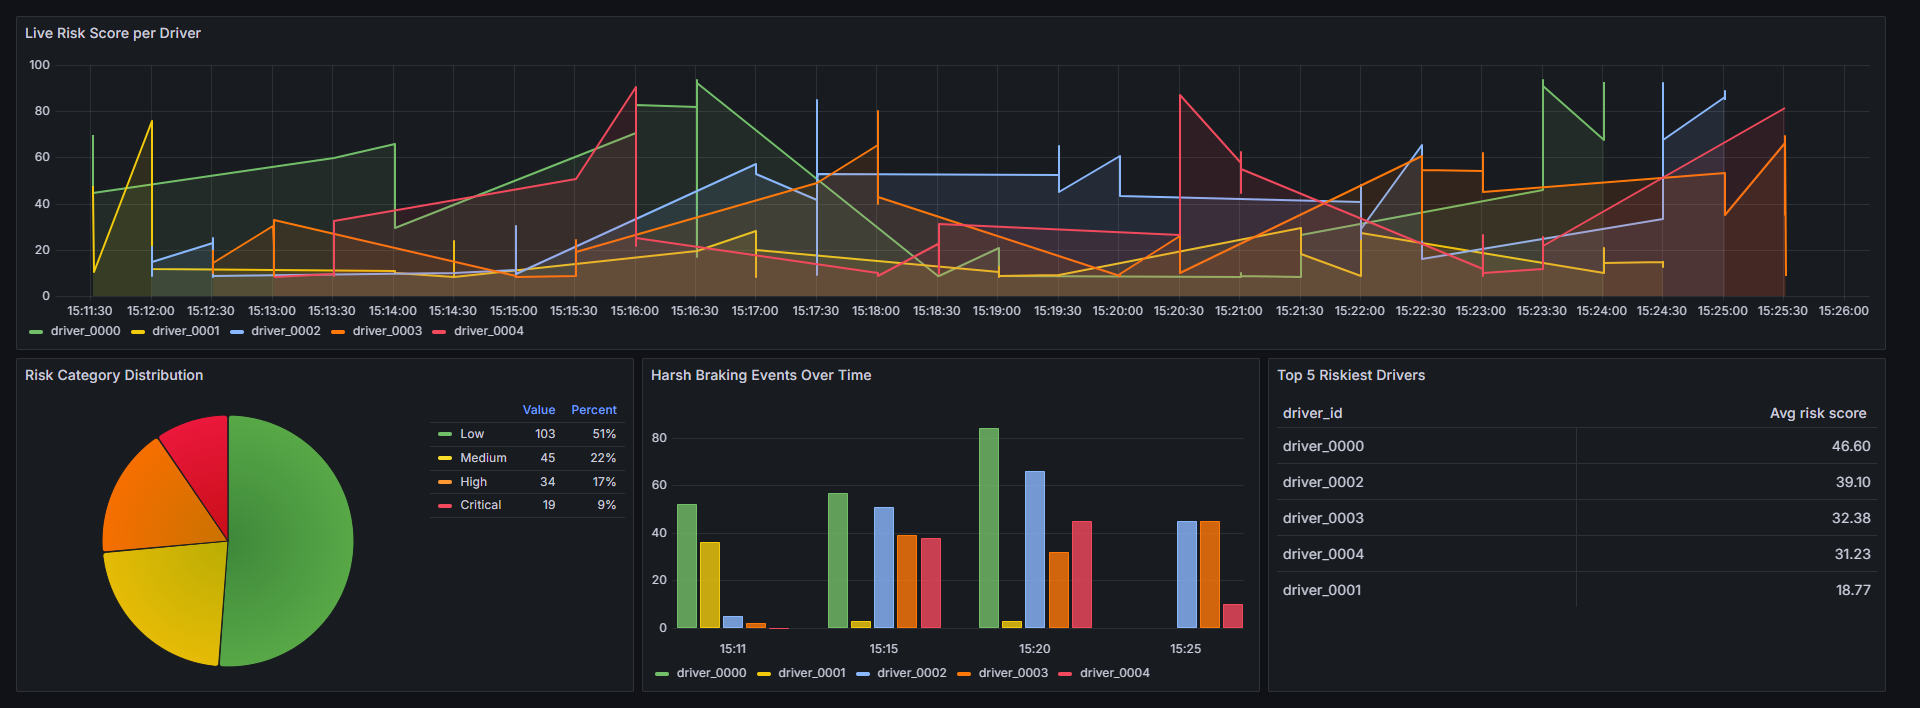 Live Risk Score per Driver
100
80
60
40
20
0
15:11:30 15:12:00 15:12:30 15:13:00 15:13:30 15:14:00 15:14:30 15:15:00 15:15:30 15:16:00 15:16:30 15:17:00 15:17:30 15:18:00 15:18:30 15:19:00 15:19:30 15:20:00 15:20:30 15:21:00 15:21:30 15:22:00 15:22:30 15:23:00 15:23:30 15:24:00 15:24:30 15:25:00 15:25:30 15:26:00
driver_0000 driver_0001 driver_0002 driver_0003 driver_0004
Risk Category Distribution
Value Percent
Low 103 51%
Medium 45 22%
High 34 17%
Critical 19 9%
Harsh Braking Events Over Time
80
60
40
20
0
15:11 15:15 15:20 15:25
driver_0000 driver_0001 driver_0002 driver_0003 driver_0004
Top 5 Riskiest Drivers
driver_id Avg risk score
driver_0000 46.60
driver_0002 39.10
driver_0003 32.38
driver_0004 31.23
driver_0001 18.77